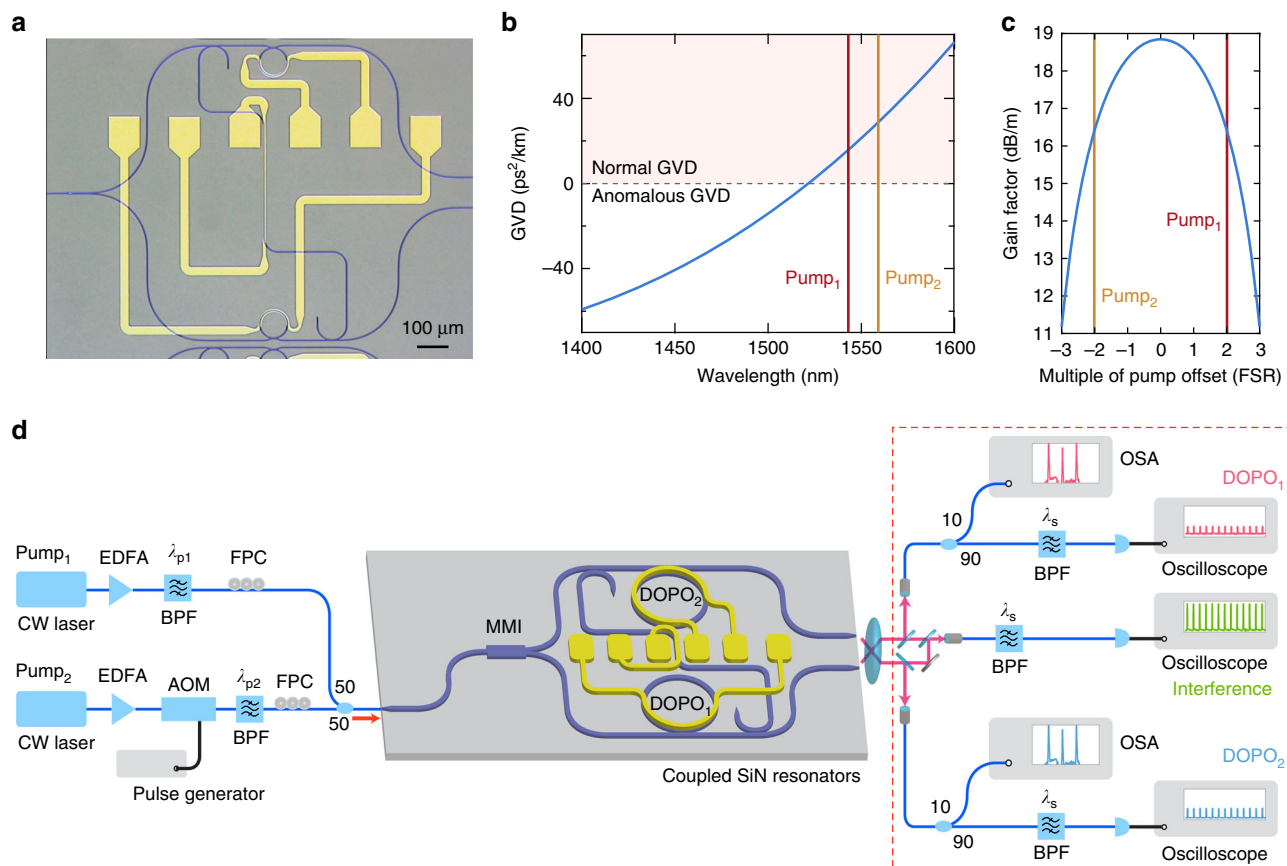 a
100 μm
b
GVD (ps²/km)
40
0
−40
Normal GVD
Anomalous GVD
Pump₁
Pump₂
1400
1450
1500
1550
1600
Wavelength (nm)
c
Gain factor (dB/m)
19
18
17
16
15
14
13
12
11
Pump₁
Pump₂
−3
−2
−1
0
1
2
3
Multiple of pump offset (FSR)
d
Pump₁
EDFA
λp1
FPC
CW laser
BPF
Pump₂
EDFA
AOM
λp2
FPC
CW laser
BPF
Pulse generator
50
50
MMI
DOPO₂
DOPO₁
Coupled SiN resonators
OSA
DOPO₁
10
90
λs
BPF
Oscilloscope
λs
BPF
Oscilloscope
Interference
OSA
DOPO₂
10
90
λs
BPF
Oscilloscope